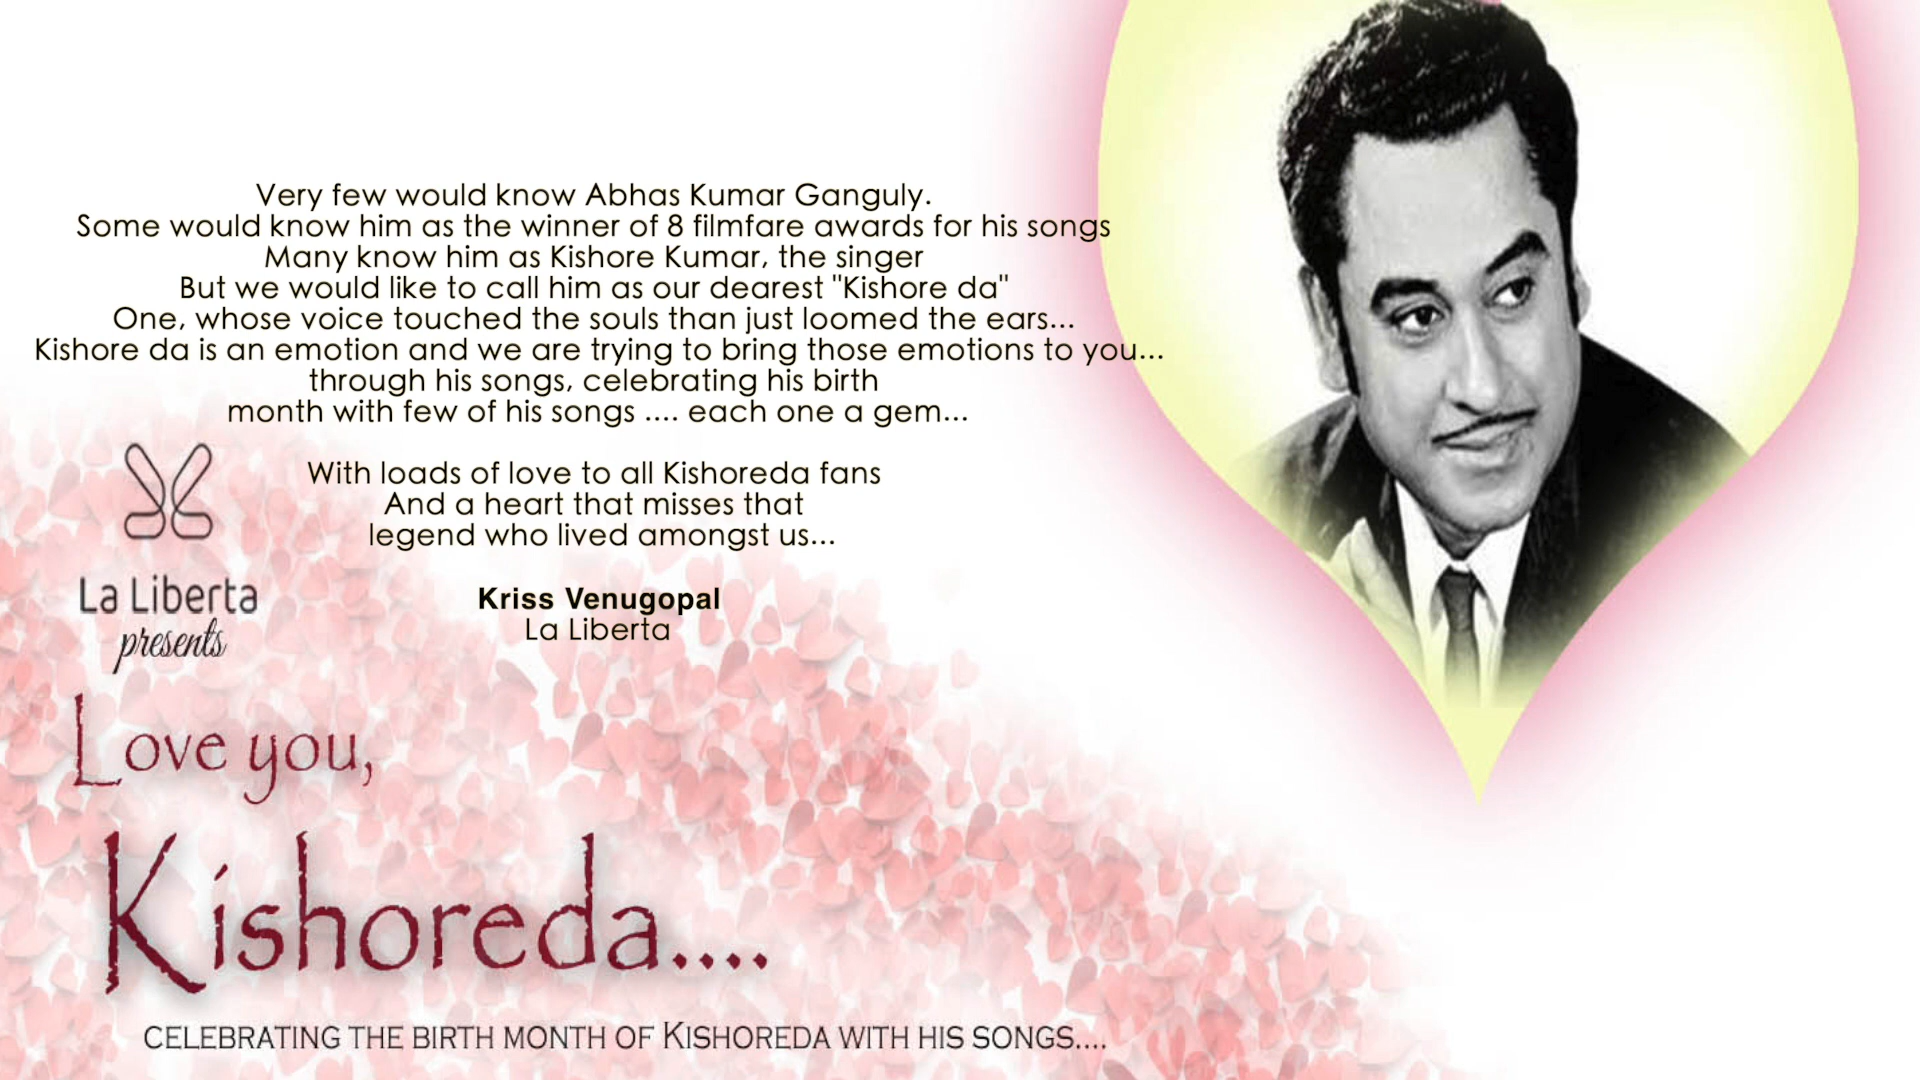 Very few would know Abhas Kumar Ganguly.
Some would know him as the winner of 8 filmfare awards for his songs
Many know him as Kishore Kumar, the singer
But we would like to call him as our dearest "Kishore da"
One, whose voice touched the souls than just loomed the ears...
Kishore da is an emotion and we are trying to bring those emotions to you...
through his songs, celebrating his birth
month with few of his songs .... each one a gem...
With loads of love to all Kishoreda fans
And a heart that misses that
legend who lived amongst us...
Kriss Venugopal
La Liberta
La Liberta
presents
Love you,
Kishoreda....
CELEBRATING THE BIRTH MONTH OF KISHOREDA WITH HIS SONGS....